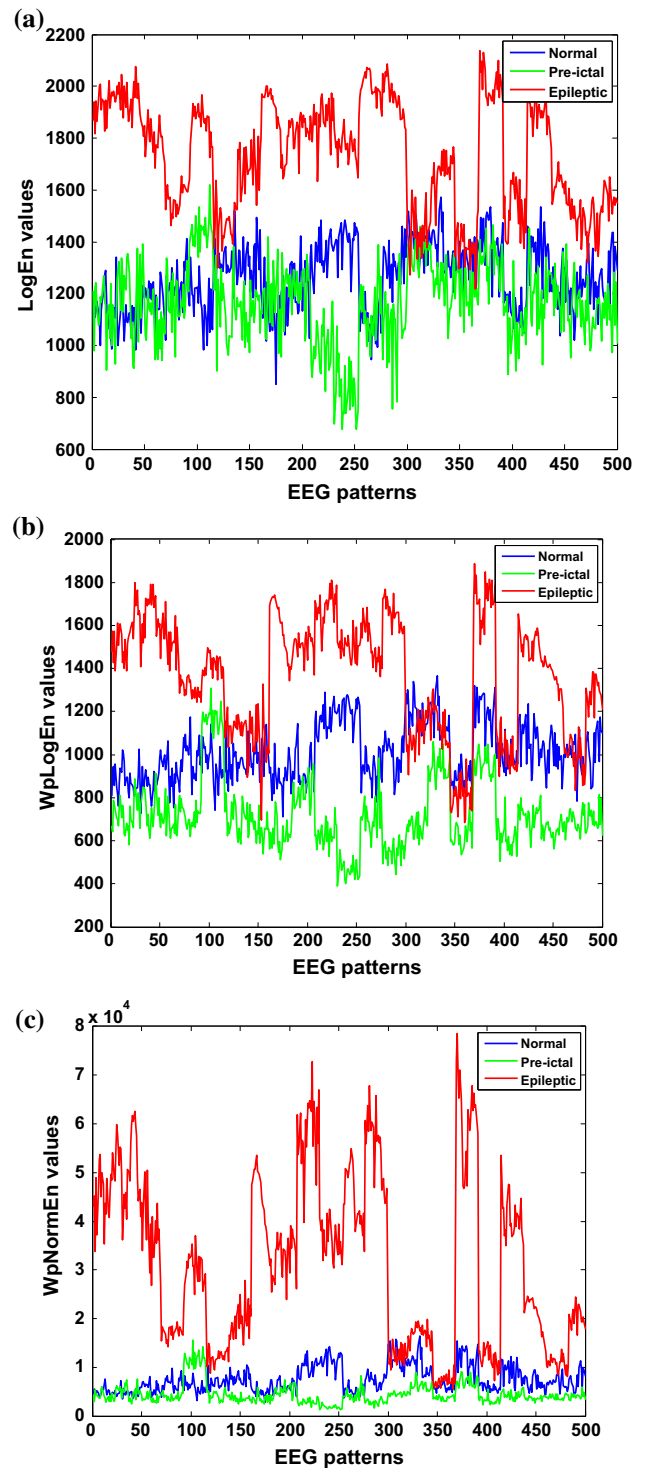 (a)
2200
2000
1800
1600
1400
1200
1000
800
600
LogEn values
Normal
Pre-ictal
Epileptic
0 50 100 150 200 250 300 350 400 450 500
EEG patterns
(b)
2000
1800
1600
1400
1200
1000
800
600
400
200
WpLogEn values
Normal
Pre-ictal
Epileptic
0 50 100 150 200 250 300 350 400 450 500
EEG patterns
(c)
x 10^4
8
7
6
5
4
3
2
1
0
WpNormEn values
Normal
Pre-ictal
Epileptic
0 50 100 150 200 250 300 350 400 450 500
EEG patterns